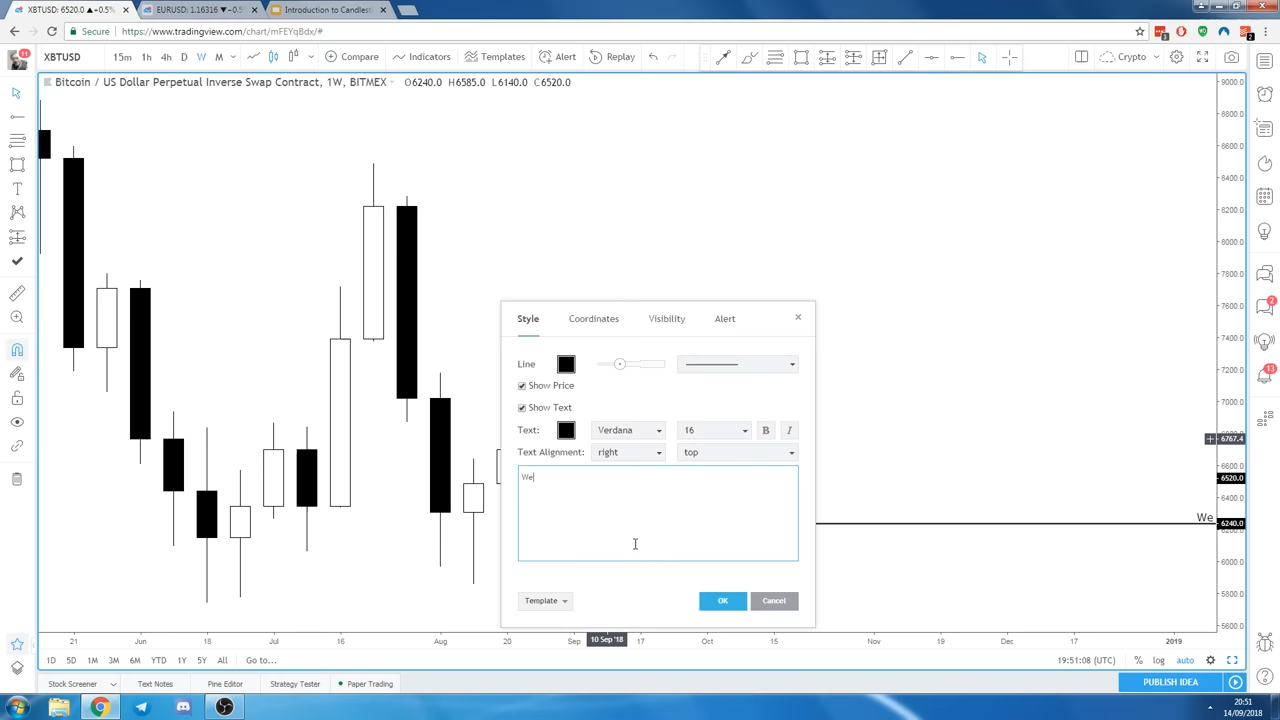 XBTUSD: 6520.0 ▲+0.5%
EURUSD: 1.16316 ▼−0.5%
Introduction to Candlesti
Secure | https://www.tradingview.com/chart/mFEYqBdx/#
11
XBTUSD 15m 1h 4h D W M Compare Indicators Templates Alert Replay Crypto
Bitcoin / US Dollar Perpetual Inverse Swap Contract, 1W, BITMEX O6240.0 H6585.0 L6140.0 C6520.0
9000.0
8800.0
8600.0
8400.0
8200.0
8000.0
7800.0
7600.0
7400.0
7200.0
7000.0
6767.4
6600.0
6520.0
6400.0
We 6240.0
6000.0
5800.0
5600.0
2
13
Style Coordinates Visibility Alert
Line
Show Price
Show Text
Text: Verdana 16 B I
Text Alignment: right top
We
Template OK Cancel
21 Jun 18 Jul 16 Aug 20 Sep 10 Sep '18 17 Oct 15 Nov 19 Dec 17 2019
1D 5D 1M 3M 6M YTD 1Y 5Y All Go to... 19:51:08 (UTC) % log auto
Stock Screener Text Notes Pine Editor Strategy Tester Paper Trading PUBLISH IDEA
20:51
14/09/2018